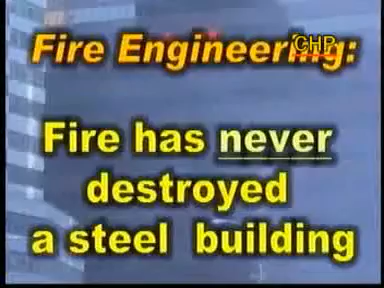 Fire Engineering:
CHP
Fire has never
destroyed
a steel building